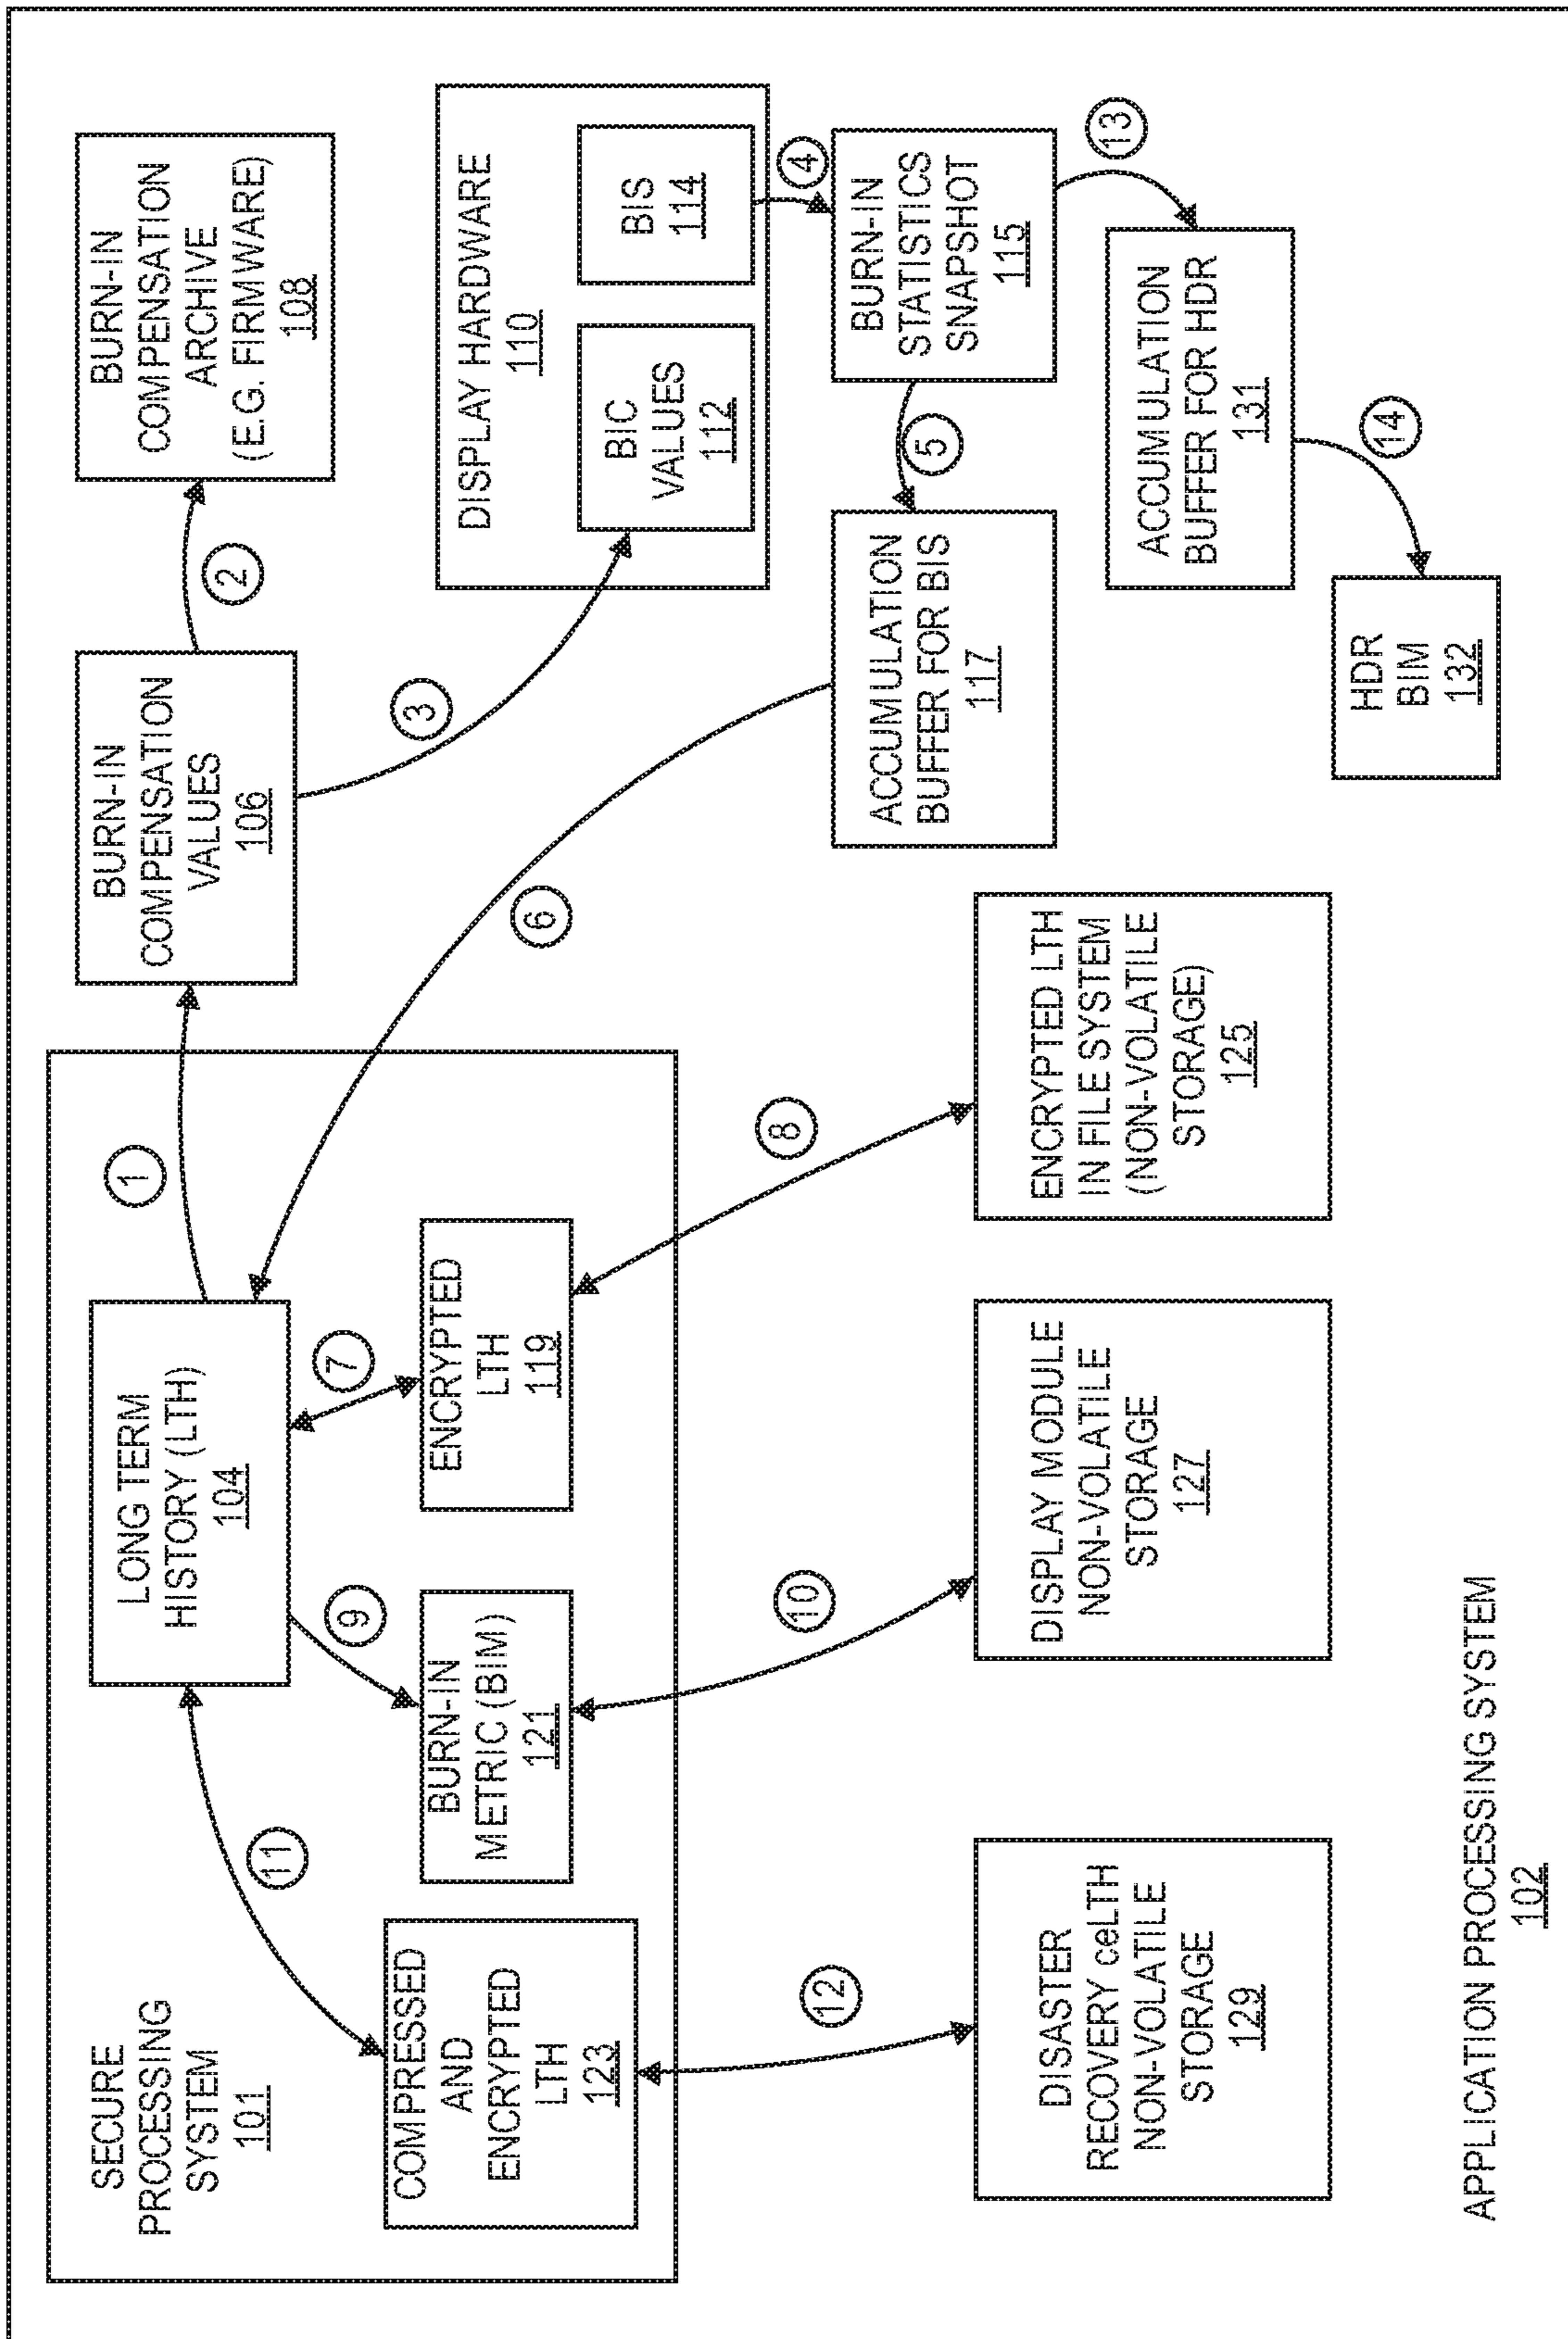 SECURE
PROCESSING
SYSTEM
101
LONG TERM
HISTORY (LTH)
104
BURN-IN
COMPENSATION
VALUES
106
BURN-IN
COMPENSATION
ARCHIVE
(E.G. FIRMWARE)
108
1
2
3
11
9
7
6
COMPRESSED
AND
ENCRYPTED
LTH
123
BURN-IN
METRIC (BIM)
121
ENCRYPTED
LTH
119
DISPLAY HARDWARE
110
BIC
VALUES
112
BIS
114
4
12
10
8
5
13
ACCUMULATION
BUFFER FOR BIS
117
BURN-IN
STATISTICS
SNAPSHOT
115
DISASTER
RECOVERY ceLTH
NON-VOLATILE
STORAGE
129
DISPLAY MODULE
NON-VOLATILE
STORAGE
127
ENCRYPTED LTH
IN FILE SYSTEM
(NON-VOLATILE
STORAGE)
125
ACCUMULATION
BUFFER FOR HDR
131
14
HDR
BIM
132
APPLICATION PROCESSING SYSTEM
102